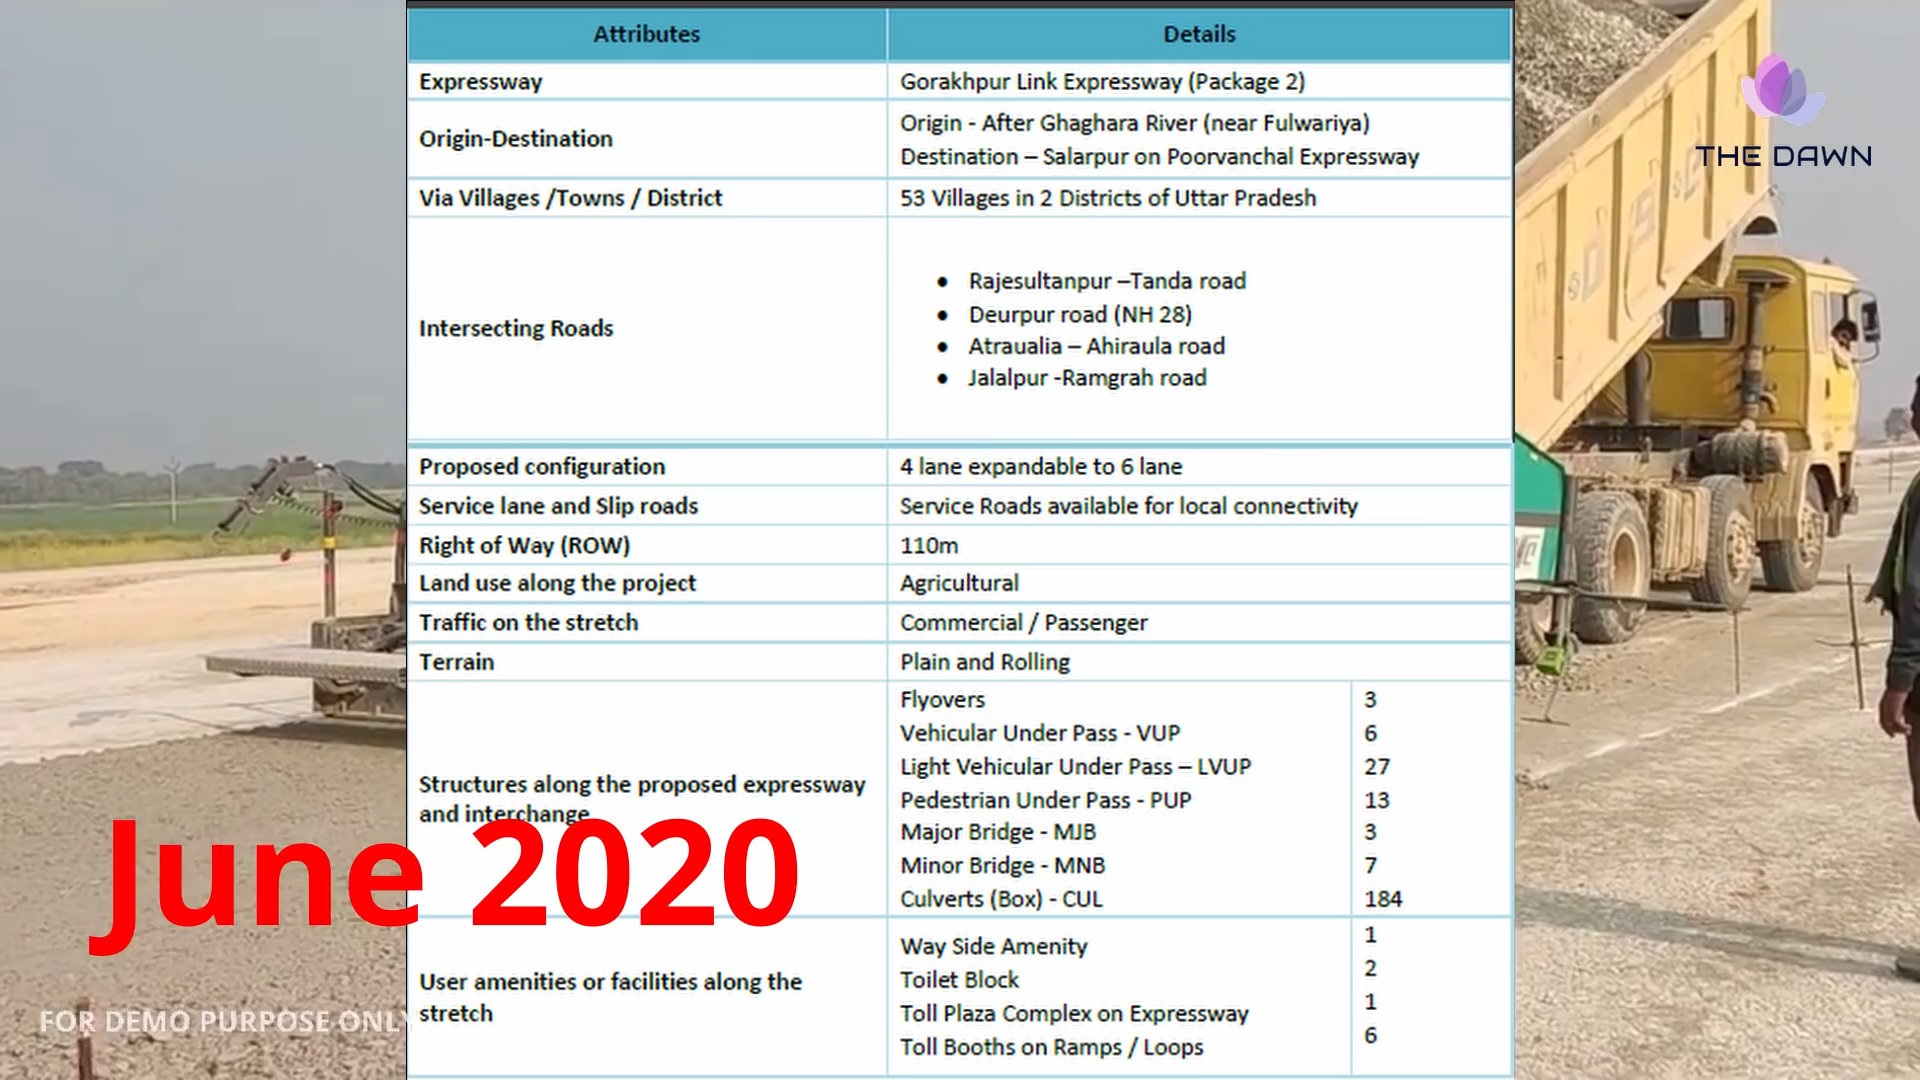 Attributes Details
Expressway Gorakhpur Link Expressway (Package 2)
Origin-Destination
Origin - After Ghaghara River (near Fulwariya)
Destination – Salarpur on Poorvanchal Expressway
Via Villages /Towns / District 53 Villages in 2 Districts of Uttar Pradesh
Intersecting Roads
• Rajesultanpur –Tanda road
• Deurpur road (NH 28)
• Atraualia – Ahiraula road
• Jalalpur -Ramgrah road
Proposed configuration 4 lane expandable to 6 lane
Service lane and Slip roads Service Roads available for local connectivity
Right of Way (ROW) 110m
Land use along the project Agricultural
Traffic on the stretch Commercial / Passenger
Terrain Plain and Rolling
Structures along the proposed expressway
and interchange
Flyovers 3
Vehicular Under Pass - VUP 6
Light Vehicular Under Pass – LVUP 27
Pedestrian Under Pass - PUP 13
Major Bridge - MJB 3
Minor Bridge - MNB 7
Culverts (Box) - CUL 184
User amenities or facilities along the
stretch
Way Side Amenity 1
Toilet Block 2
Toll Plaza Complex on Expressway 1
Toll Booths on Ramps / Loops 6
THE DAWN
June 2020
FOR DEMO PURPOSE ONLY